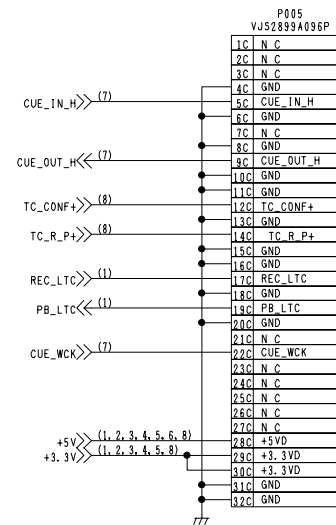 P005
VJS2899A096P
1C N C
2C N C
3C N C
4C GND
CUE_IN_H (7) 5C CUE_IN_H
6C GND
7C N C
8C GND
CUE_OUT_H (7) 9C CUE_OUT_H
10C GND
11C GND
TC_CONF+ (8) 12C TC_CONF+
13C GND
TC_R_P+ (8) 14C TC_R_P+
15C GND
16C GND
REC_LTC (1) 17C REC_LTC
18C GND
PB_LTC (1) 19C PB_LTC
20C GND
21C N C
CUE_WCK (7) 22C CUE_WCK
23C N C
24C N C
25C N C
26C N C
27C N C
+5V (1, 2, 3, 4, 5, 6, 8) 28C +5VD
+3. 3V (1, 2, 3, 4, 5, 8) 29C +3. 3VD
30C +3. 3VD
31C GND
32C GND